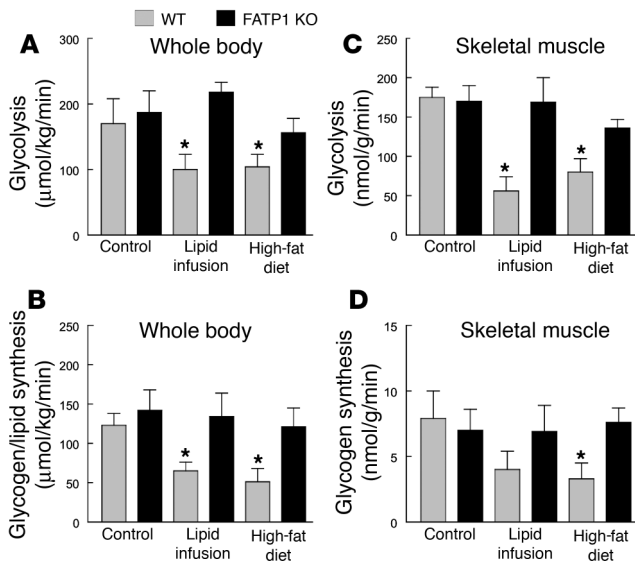 WT FATP1 KO
A
Whole body
Glycolysis
(μmol/kg/min)
300
200
100
0
*
*
Control
Lipid
infusion
High-fat
diet
C
Skeletal muscle
Glycolysis
(nmol/g/min)
250
200
150
100
50
0
*
*
Control
Lipid
infusion
High-fat
diet
B
Whole body
Glycogen/lipid synthesis
(μmol/kg/min)
250
200
150
100
50
0
*
*
Control
Lipid
infusion
High-fat
diet
D
Skeletal muscle
Glycogen synthesis
(nmol/g/min)
15
10
5
0
*
Control
Lipid
infusion
High-fat
diet